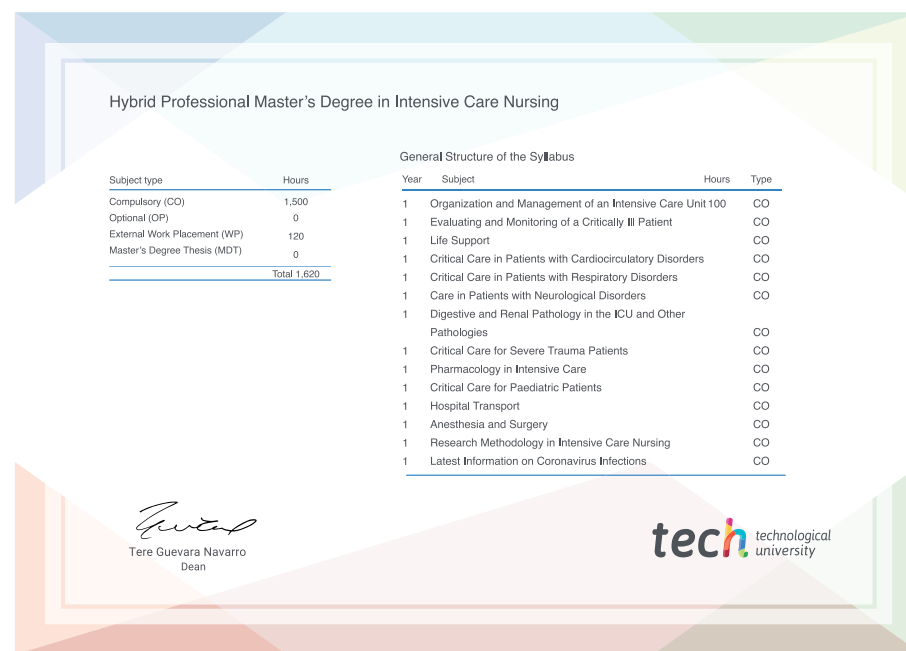 Hybrid Professional Master's Degree in Intensive Care Nursing
Subject type Hours
Compulsory (CO) 1,500
Optional (OP) 0
External Work Placement (WP) 120
Master's Degree Thesis (MDT) 0
Total 1,620
General Structure of the Syllabus
Year Subject Hours Type
1 Organization and Management of an Intensive Care Unit 100 CO
1 Evaluating and Monitoring of a Critically Ill Patient CO
1 Life Support CO
1 Critical Care in Patients with Cardiocirculatory Disorders CO
1 Critical Care in Patients with Respiratory Disorders CO
1 Care in Patients with Neurological Disorders CO
1 Digestive and Renal Pathology in the ICU and Other
Pathologies CO
1 Critical Care for Severe Trauma Patients CO
1 Pharmacology in Intensive Care CO
1 Critical Care for Paediatric Patients CO
1 Hospital Transport CO
1 Anesthesia and Surgery CO
1 Research Methodology in Intensive Care Nursing CO
1 Latest Information on Coronavirus Infections CO
Tere Guevara Navarro
Dean
tech technological
university